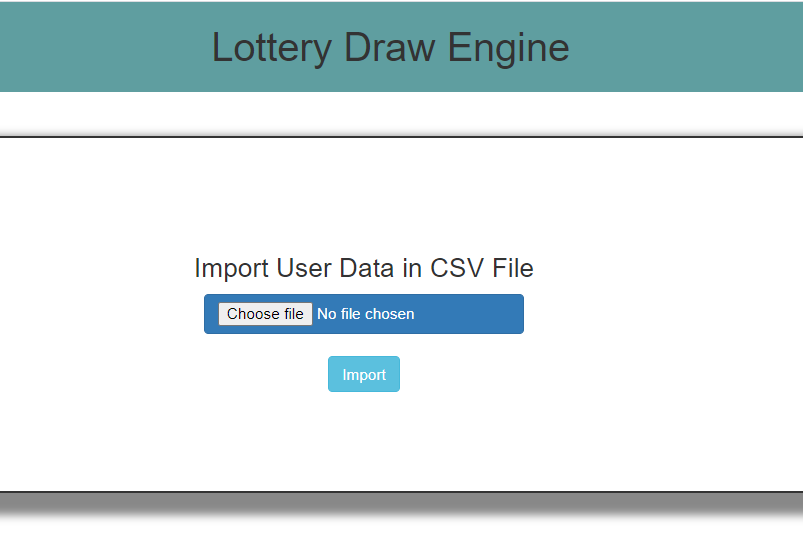 Lottery Draw Engine
Import User Data in CSV File
Choose file No file chosen
Import